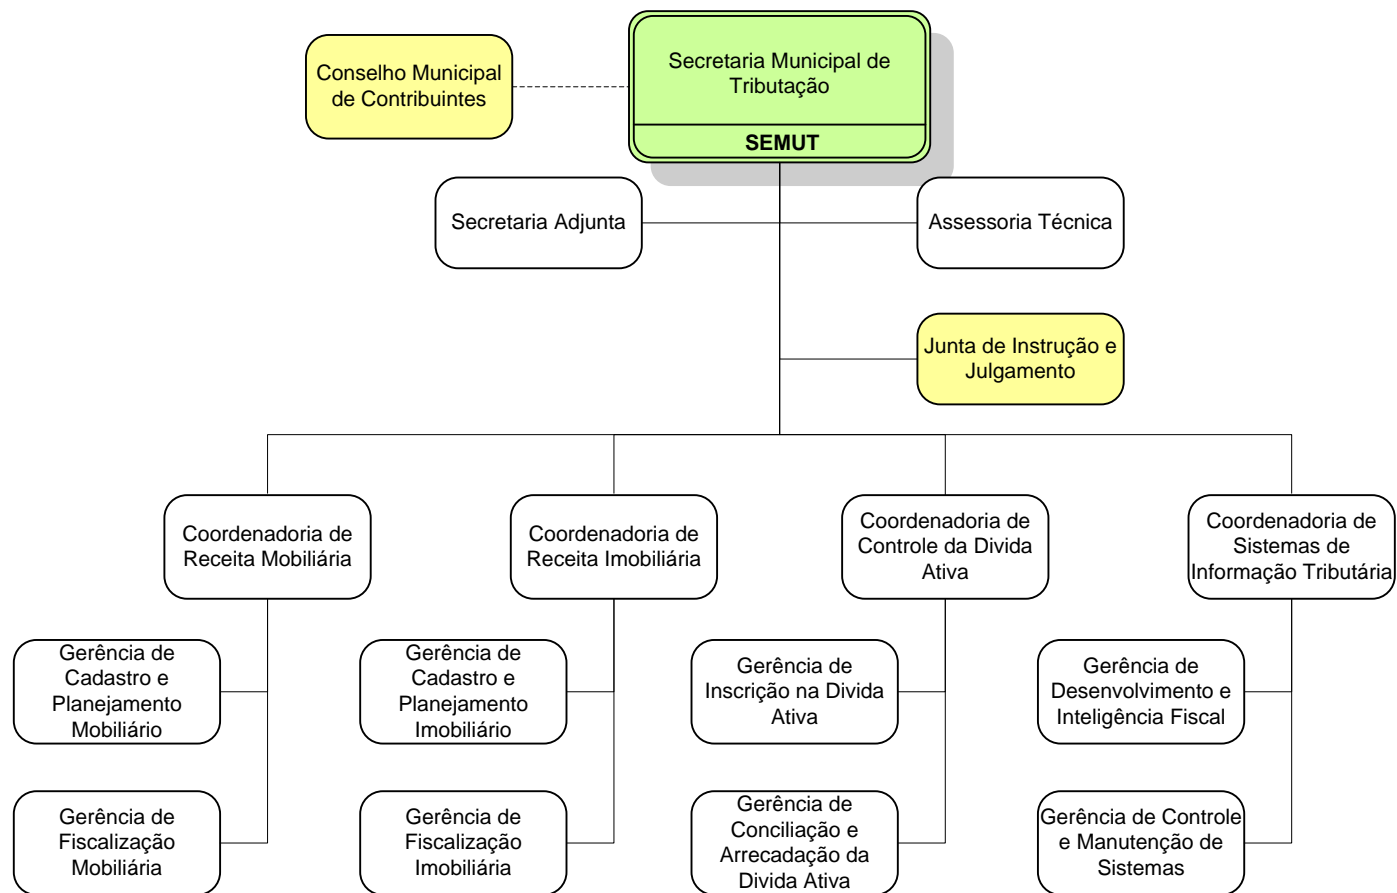 Conselho Municipal
de Contribuintes
Secretaria Municipal de
Tributação
SEMUT
Secretaria Adjunta
Assessoria Técnica
Junta de Instrução e
Julgamento
Coordenadoria de
Receita Mobiliária
Coordenadoria de
Receita Imobiliária
Coordenadoria de
Controle da Divida
Ativa
Coordenadoria de
Sistemas de
Informação Tributária
Gerência de
Cadastro e
Planejamento
Mobiliário
Gerência de
Cadastro e
Planejamento
Imobiliário
Gerência de
Inscrição na Divida
Ativa
Gerência de
Desenvolvimento e
Inteligência Fiscal
Gerência de
Fiscalização
Mobiliária
Gerência de
Fiscalização
Imobiliária
Gerência de
Conciliação e
Arrecadação da
Divida Ativa
Gerência de Controle
e Manutenção de
Sistemas